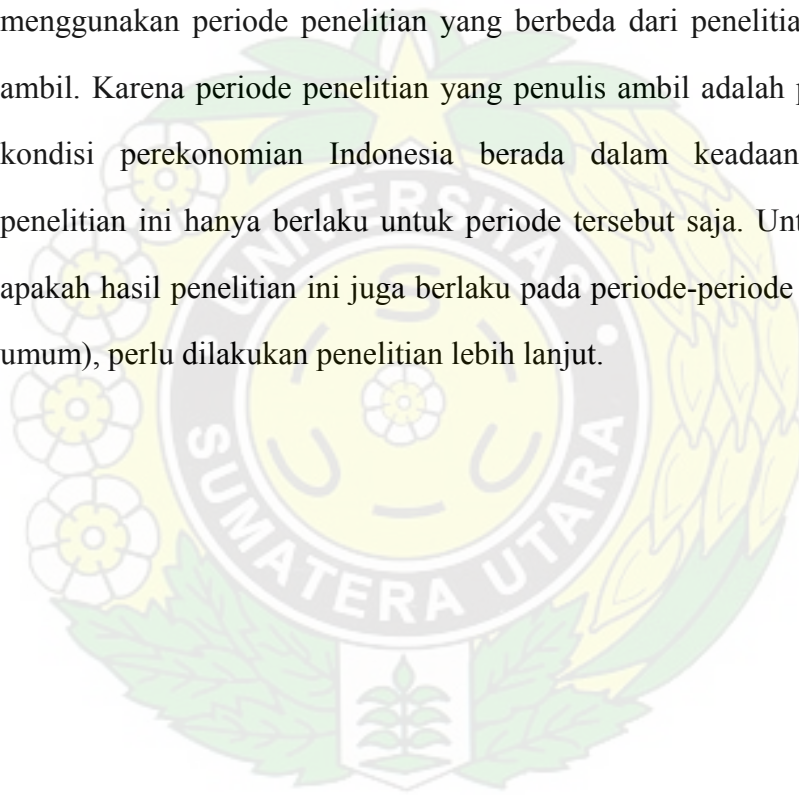 menggunakan periode penelitian yang berbeda dari
ambil. Karena periode penelitian yang penulis ambil adalah
kondisi perekonomian Indonesia berada dalam keadaan
penelitian ini hanya berlaku untuk periode tersebut saja.
apakah hasil penelitian ini juga berlaku pada periode-periode
umum), perlu dilakukan penelitian lebih lanjut.
UNIVERSITAS
SUMATERA UTARA